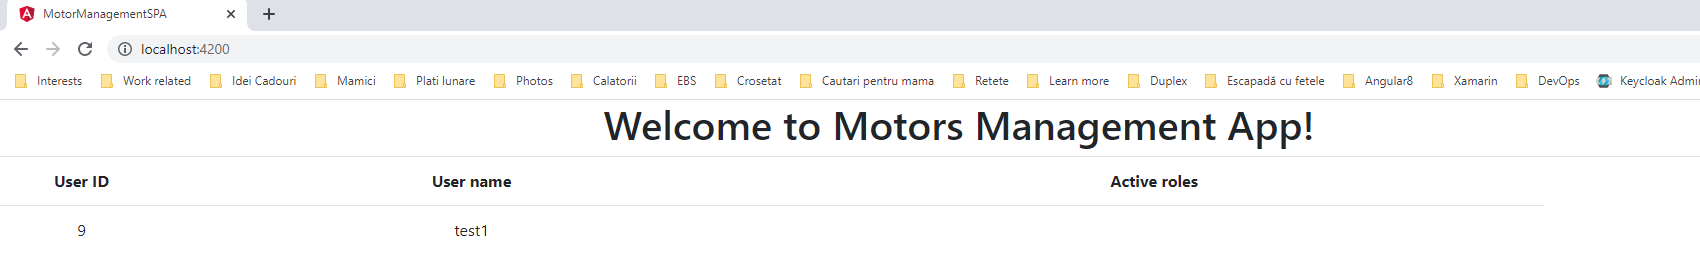 MotorManagementSPA
localhost:4200
Interests Work related Idei Cadouri Mamici Plati lunare Photos Calatorii EBS Crosetat Cautari pentru mama Retete Learn more Duplex Escapadă cu fetele Angular8 Xamarin DevOps Keycloak Admin
Welcome to Motors Management App!
User ID User name Active roles
9 test1